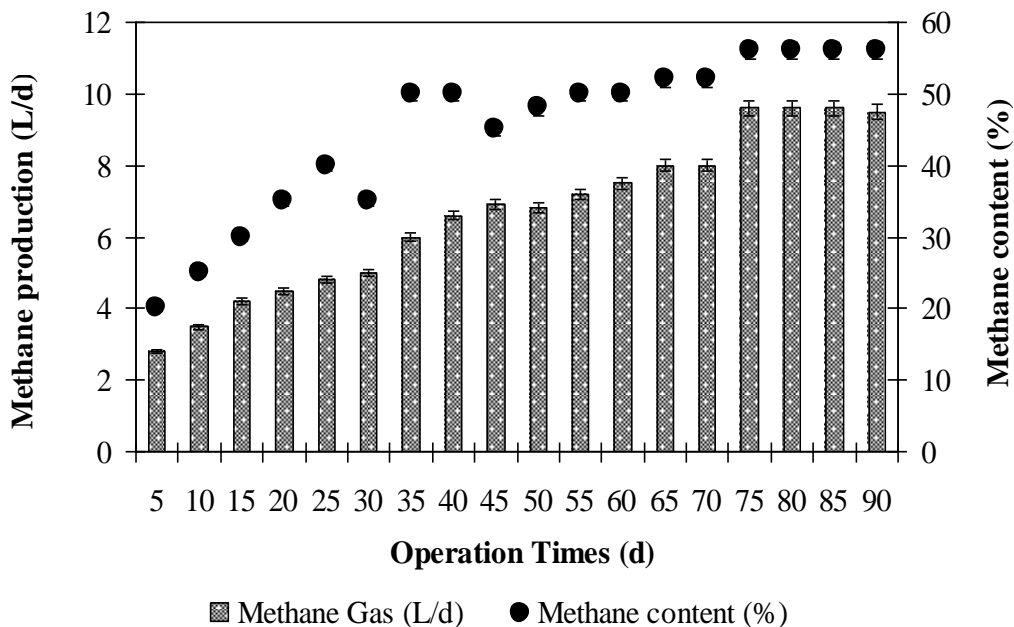 Methane production (L/d)
12
10
8
6
4
2
0
60
50
40
30
20
10
0
Methane content (%)
5 10 15 20 25 30 35 40 45 50 55 60 65 70 75 80 85 90
Operation Times (d)
Methane Gas (L/d) Methane content (%)